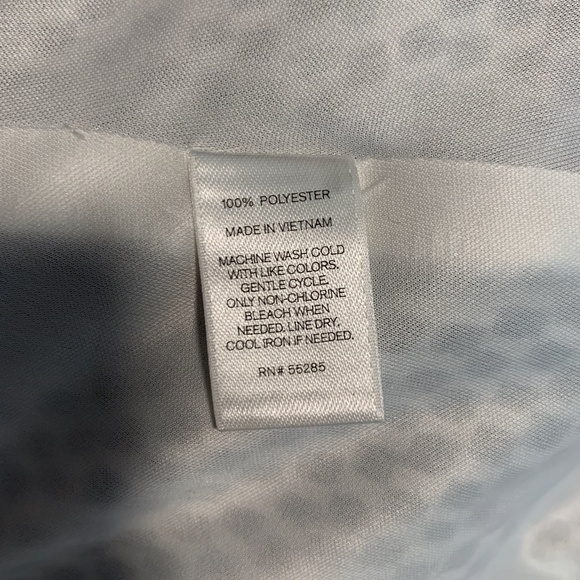 100% POLYESTER
MADE IN VIETNAM
MACHINE WASH COLD
WITH LIKE COLORS.
GENTLE CYCLE.
ONLY NON-CHLORINE
BLEACH WHEN
NEEDED. LINE DRY,
COOL IRON IF NEEDED.
RN# 55285